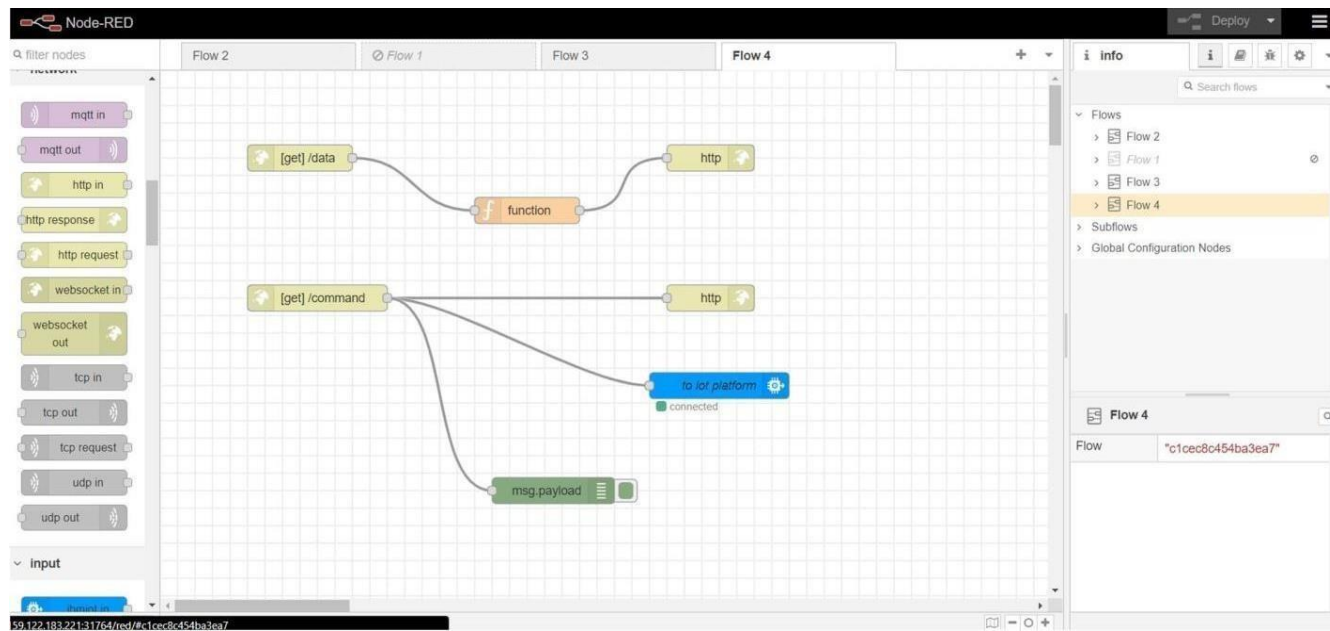 Node-RED
Deploy
filter nodes
Flow 2
Flow 1
Flow 3
Flow 4
info
Search flows
network
mqtt in
mqtt out
http in
http response
http request
websocket in
websocket
out
tcp in
tcp out
tcp request
udp in
udp out
input
ibmiot in
[get] /data
function
http
[get] /command
http
to iot platform
connected
msg.payload
Flows
Flow 2
Flow 1
Flow 3
Flow 4
Subflows
Global Configuration Nodes
Flow 4
Flow
"c1cec8c454ba3ea7"
59.122.183.221:31764/red/#c1cec8c454ba3ea7